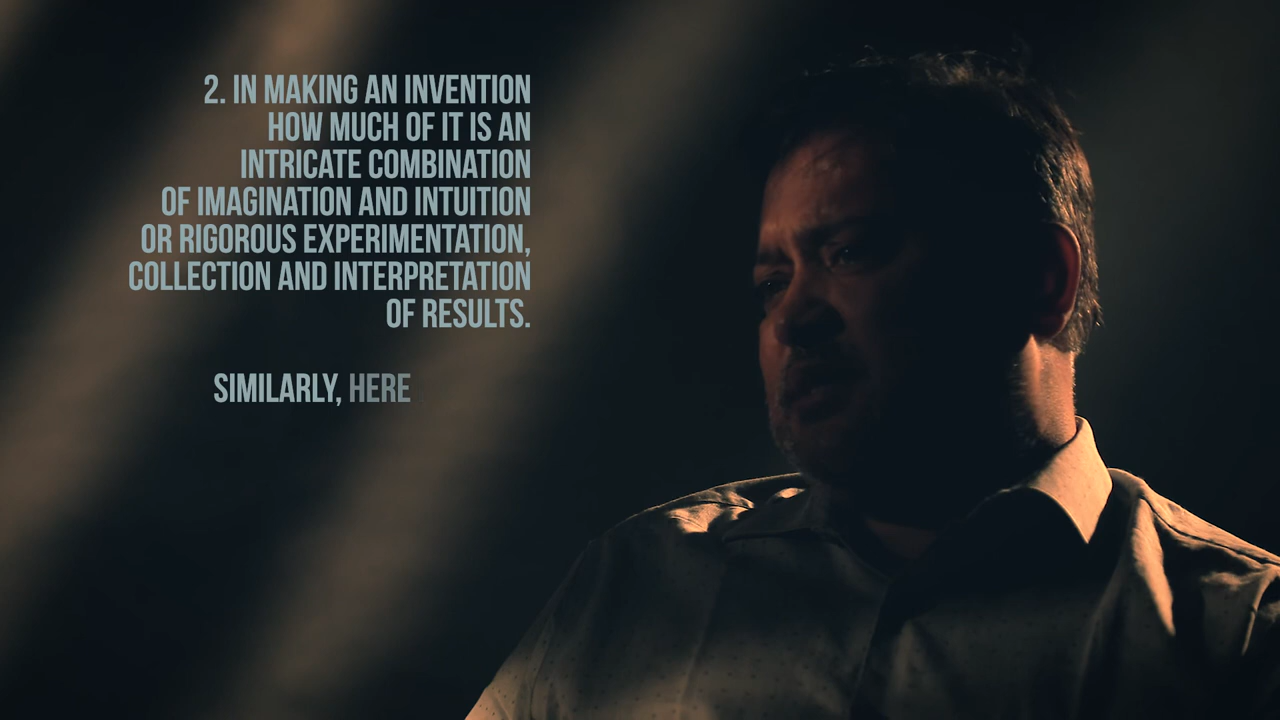 2. IN MAKING AN INVENTION
HOW MUCH OF IT IS AN
INTRICATE COMBINATION
OF IMAGINATION AND INTUITION
OR RIGOROUS EXPERIMENTATION,
COLLECTION AND INTERPRETATION
OF RESULTS.
SIMILARLY, HERE